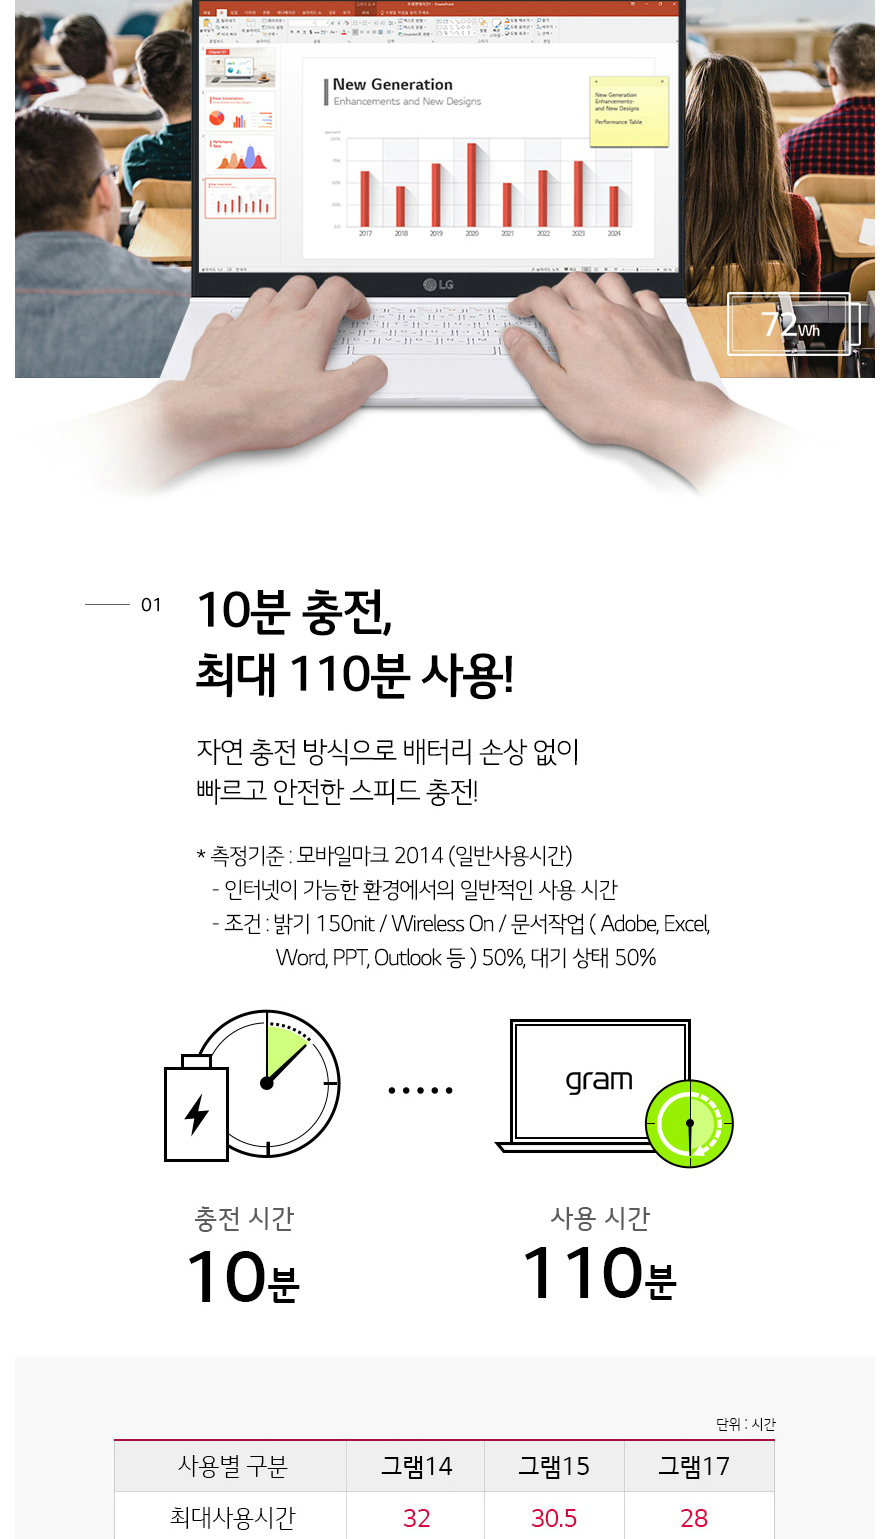 New Generation
Enhancements and New Designs
New Generation
Enhancements-
and New Designs
Performance Table
2017 2018 2019 2020 2021 2022 2023 2024
LG
72Wh
01
10분 충전,
최대 110분 사용!
자연 충전 방식으로 배터리 손상 없이
빠르고 안전한 스피드 충전!
* 측정기준 : 모바일마크 2014 (일반사용시간)
- 인터넷이 가능한 환경에서의 일반적인 사용 시간
- 조건 : 밝기 150nit / Wireless On / 문서작업 ( Adobe, Excel,
Word, PPT, Outlook 등 ) 50%, 대기 상태 50%
gram
충전 시간
10분
사용 시간
110분
단위 : 시간
사용별 구분 그램14 그램15 그램17
최대사용시간 32 30.5 28